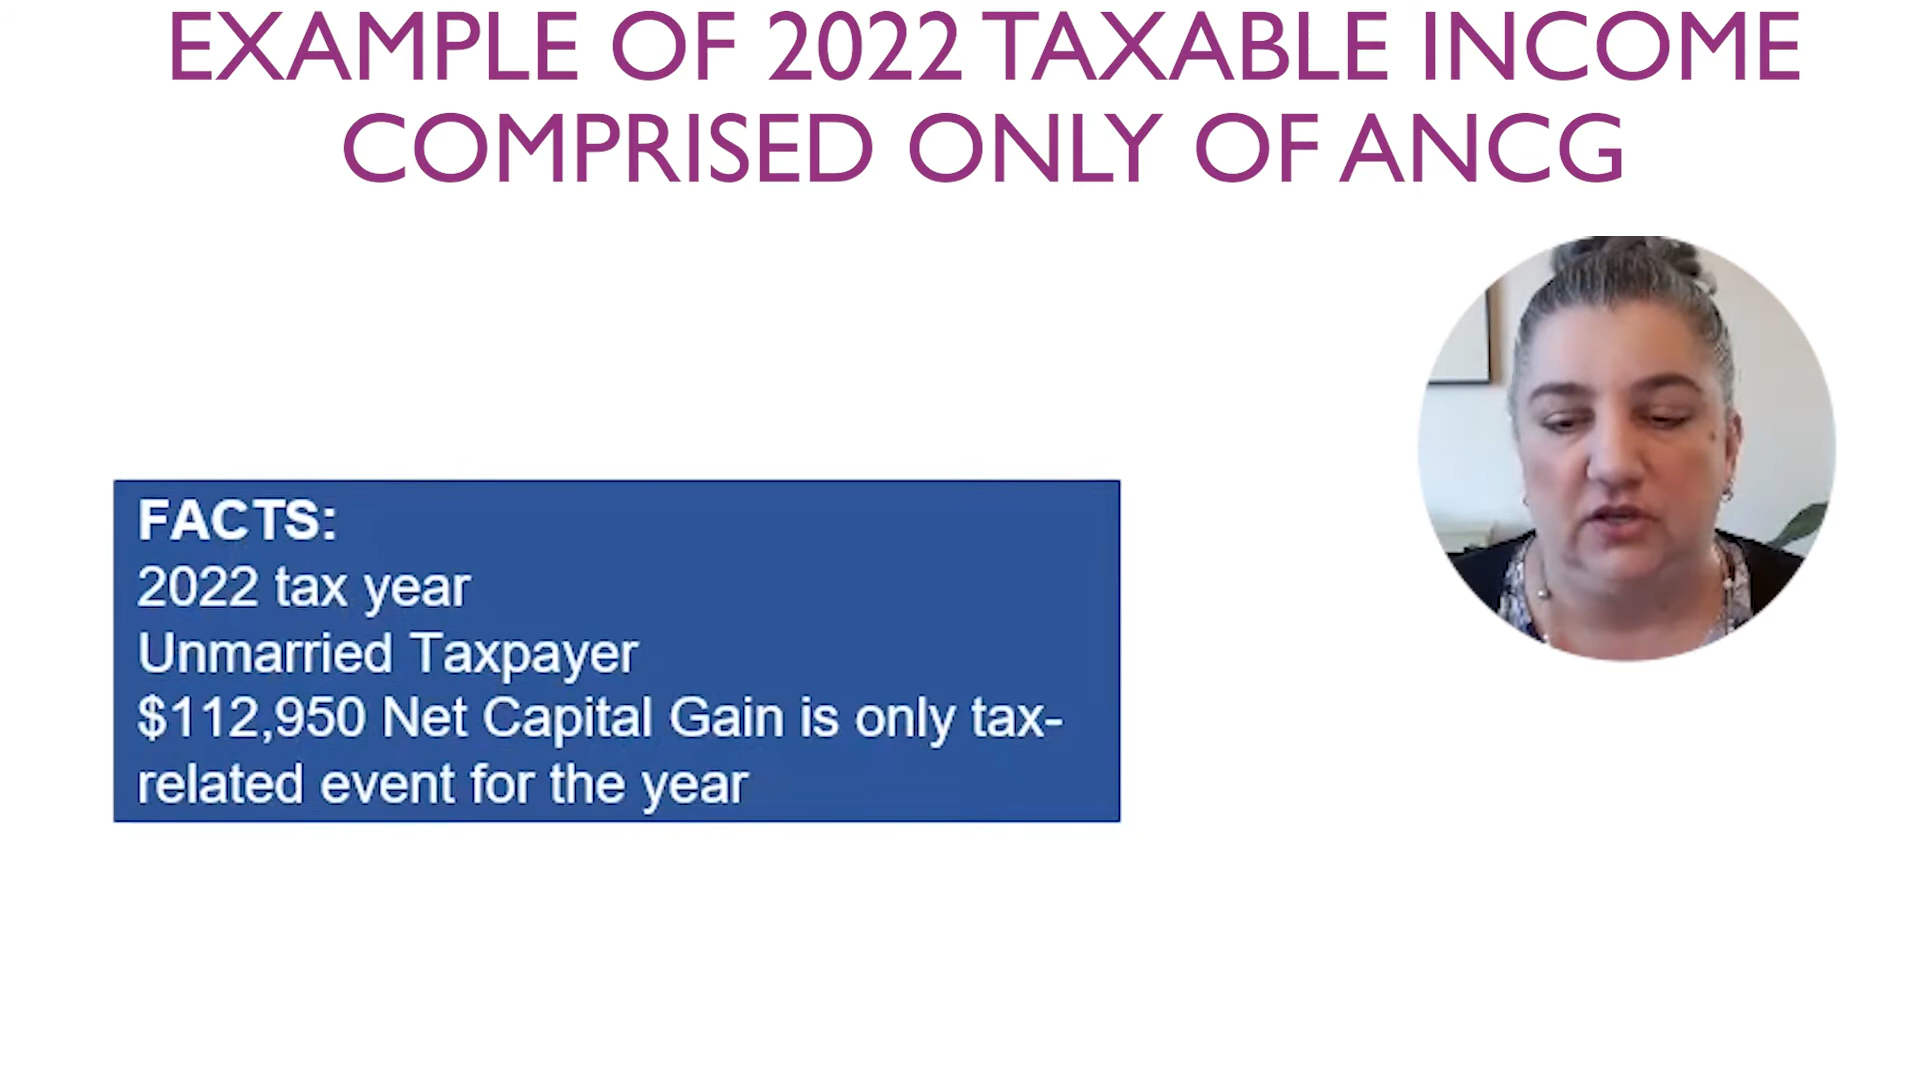 EXAMPLE OF 2022 TAXABLE INCOME
COMPRISED ONLY OF ANCG
FACTS:
2022 tax year
Unmarried Taxpayer
$112,950 Net Capital Gain is only tax-
related event for the year